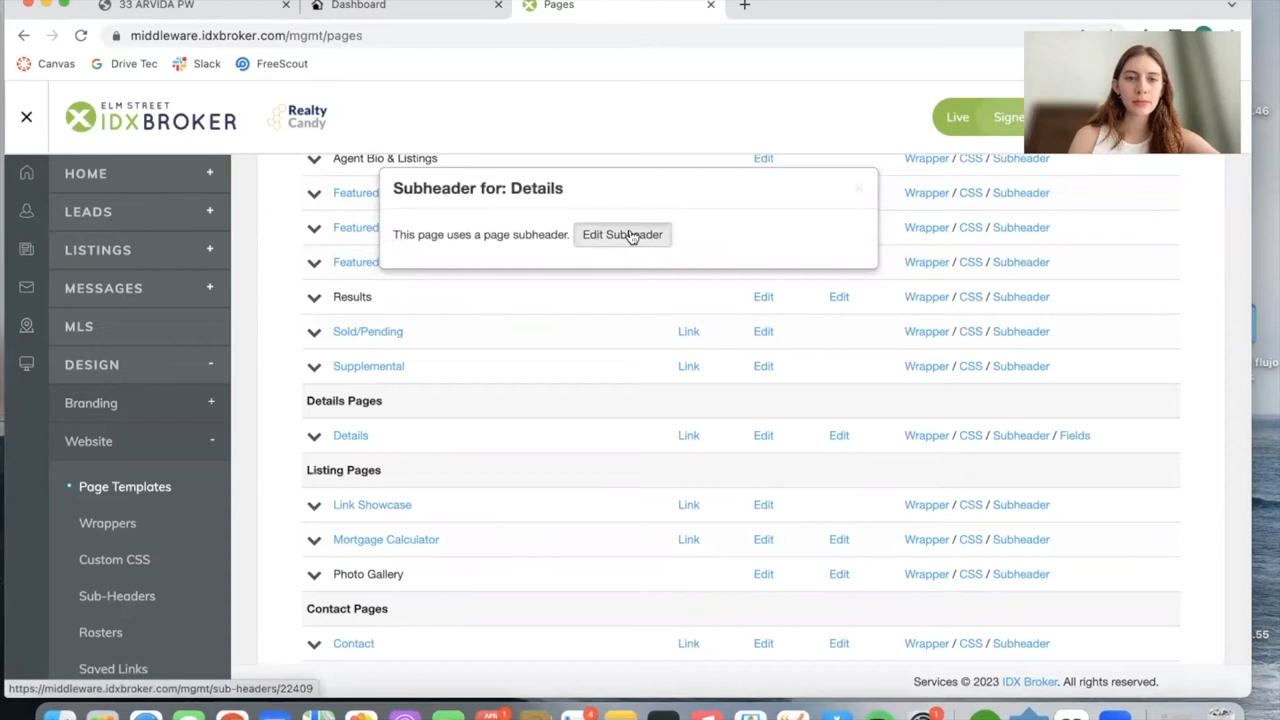 33 ARVIDA PW
Dashboard
Pages
middleware.idxbroker.com/mgmt/pages
Canvas
Drive Tec
Slack
FreeScout
ELM STREET
IDXBROKER
Realty
Candy
Live
Signe
.46
HOME +
LEADS +
LISTINGS +
MESSAGES +
MLS
DESIGN -
Branding +
Website -
Page Templates
Wrappers
Custom CSS
Sub-Headers
Rosters
Saved Links
Agent Bio & Listings Edit Wrapper / CSS / Subheader
Subheader for: Details ×
Featured Wrapper / CSS / Subheader
This page uses a page subheader. Edit Subheader
Featured Wrapper / CSS / Subheader
Featured Wrapper / CSS / Subheader
Results Edit Edit Wrapper / CSS / Subheader
Sold/Pending Link Edit Wrapper / CSS / Subheader
Supplemental Link Edit Wrapper / CSS / Subheader
Details Pages
Details Link Edit Edit Wrapper / CSS / Subheader / Fields
Listing Pages
Link Showcase Link Edit Wrapper / CSS / Subheader
Mortgage Calculator Link Edit Edit Wrapper / CSS / Subheader
Photo Gallery Edit Edit Wrapper / CSS / Subheader
Contact Pages
Contact Link Edit Edit Wrapper / CSS / Subheader
flujo
.55
https://middleware.idxbroker.com/mgmt/sub-headers/22409
Services © 2023 IDX Broker. All rights reserved.